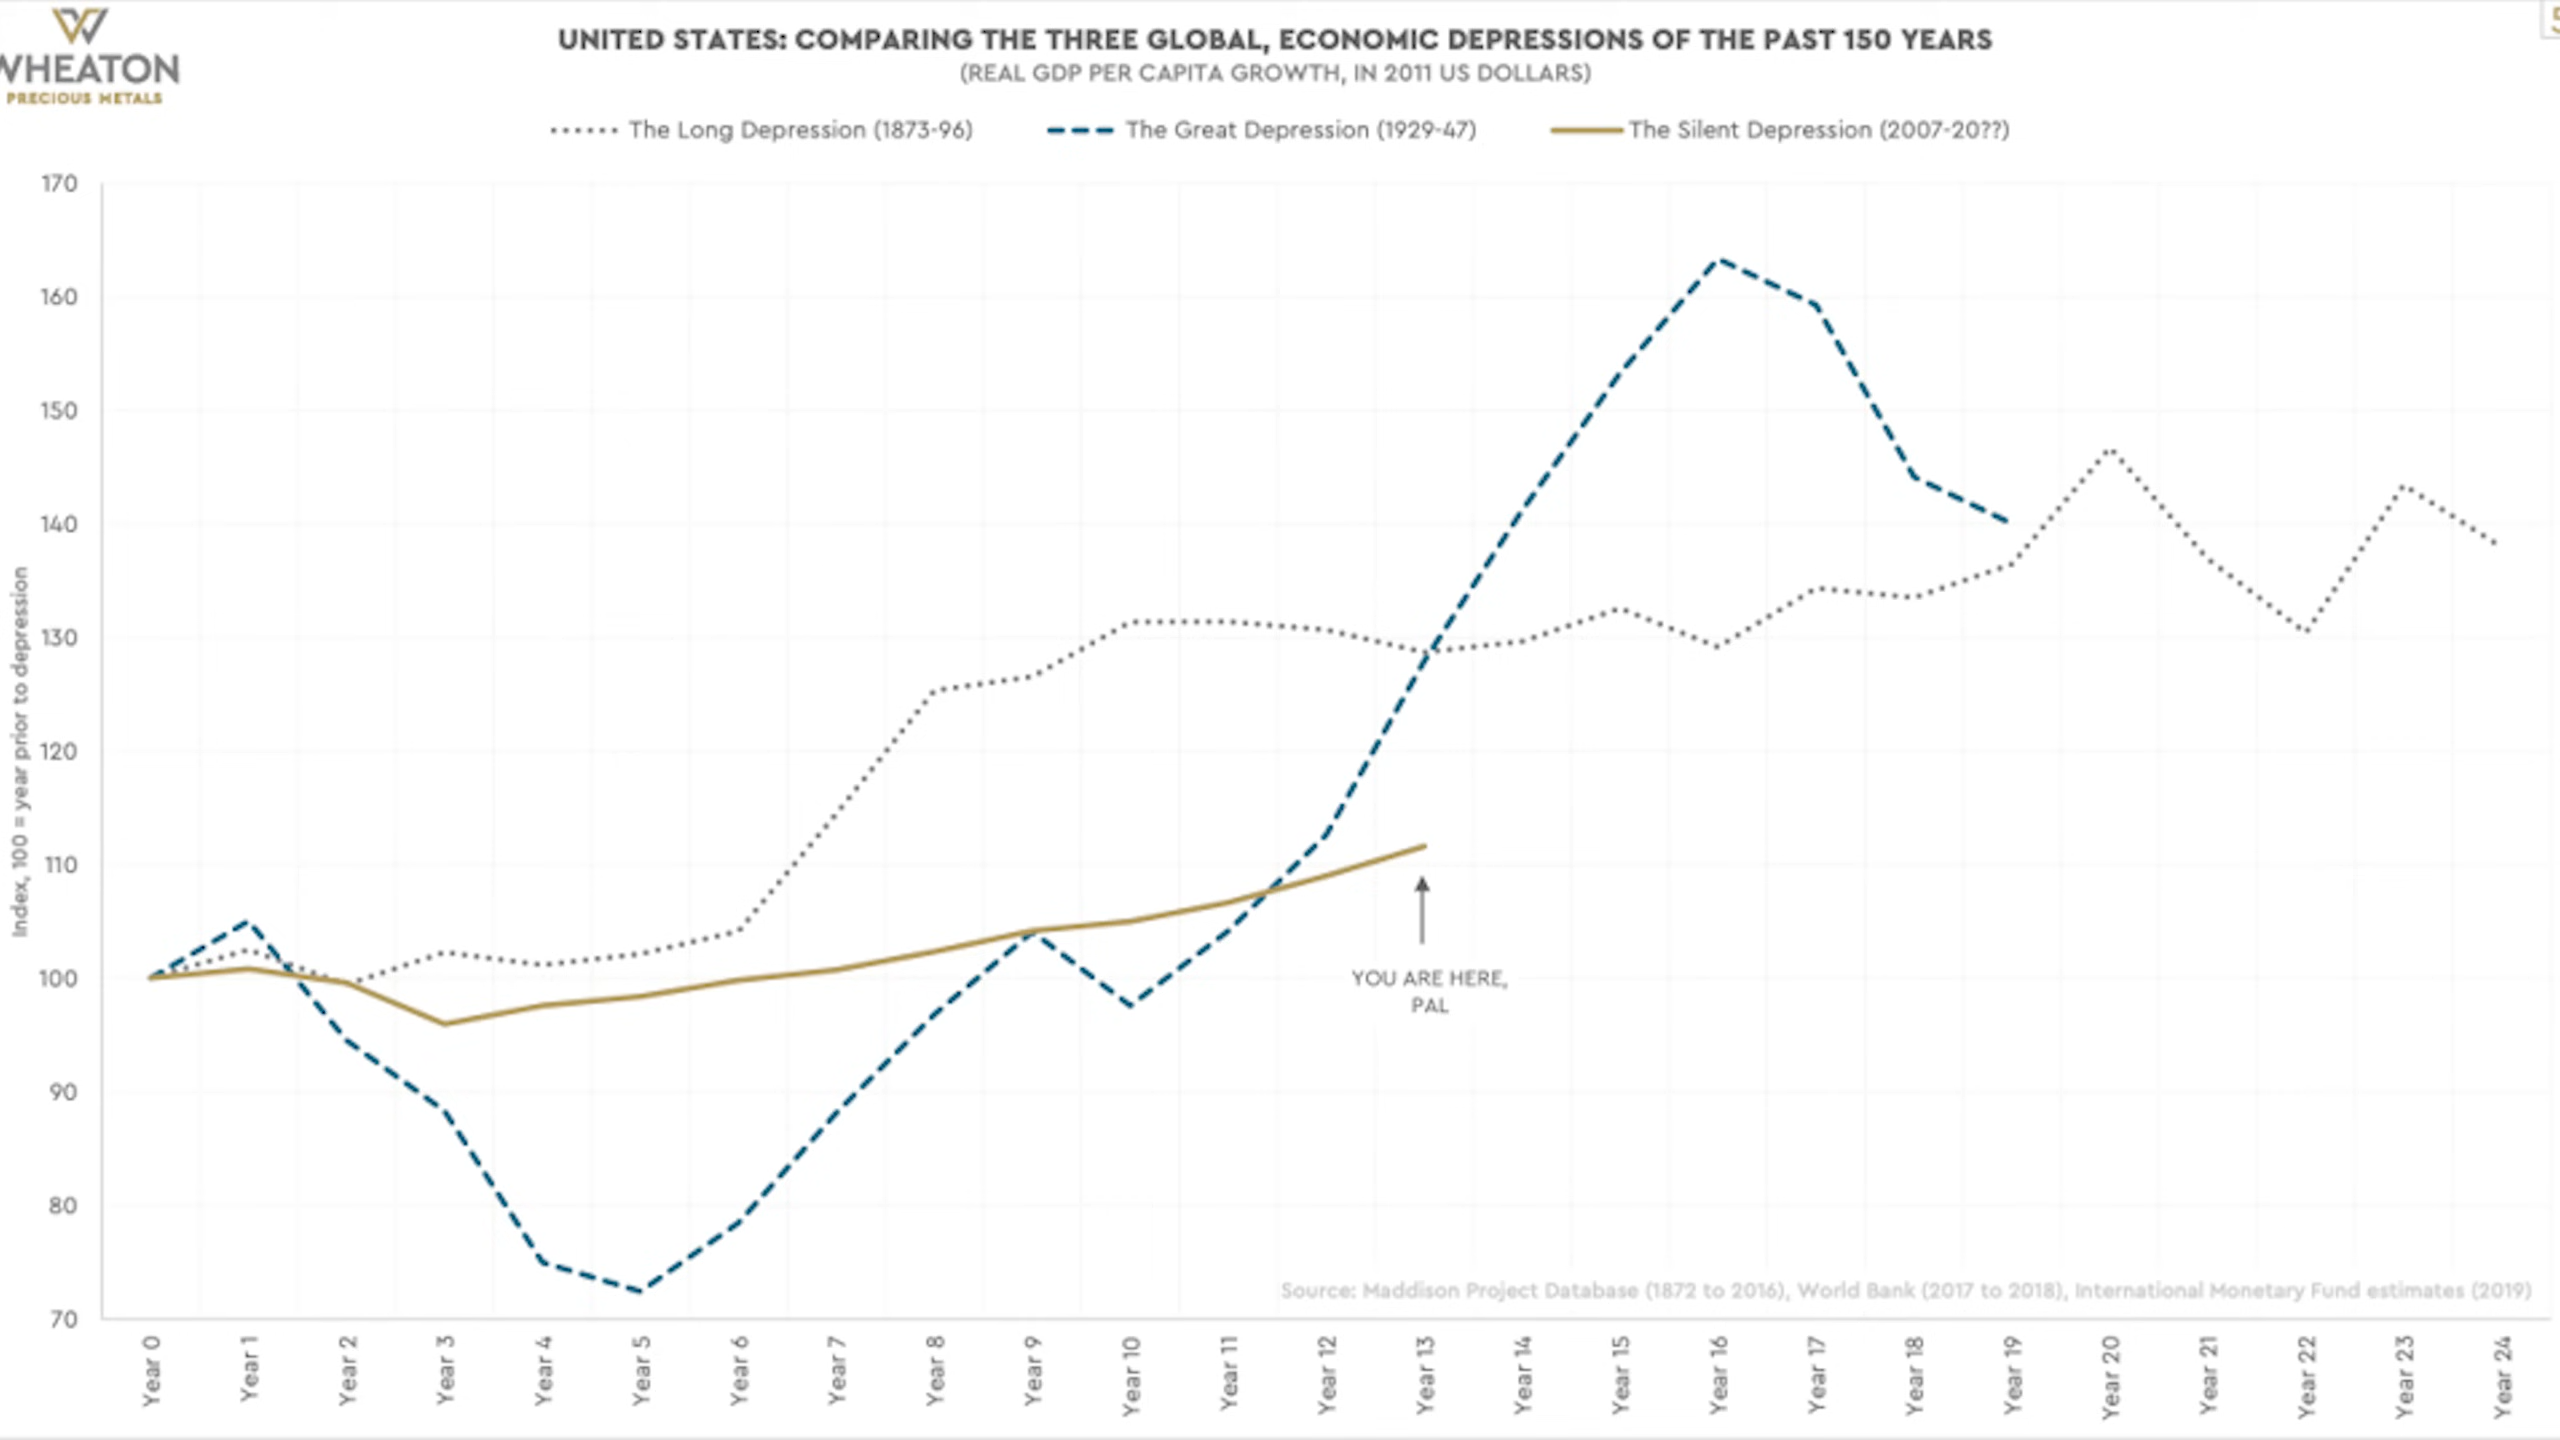 WHEATON
PRECIOUS METALS
UNITED STATES: COMPARING THE THREE GLOBAL, ECONOMIC DEPRESSIONS OF THE PAST 150 YEARS
(REAL GDP PER CAPITA GROWTH, IN 2011 US DOLLARS)
The Long Depression (1873-96)
The Great Depression (1929-47)
The Silent Depression (2007-20??)
170
160
150
140
130
120
110
100
90
80
70
Index, 100 = year prior to depression
YOU ARE HERE,
PAL
Source: Maddison Project Database (1872 to 2016), World Bank (2017 to 2018), International Monetary Fund estimates (2019)
Year 0
Year 1
Year 2
Year 3
Year 4
Year 5
Year 6
Year 7
Year 8
Year 9
Year 10
Year 11
Year 12
Year 13
Year 14
Year 15
Year 16
Year 17
Year 18
Year 19
Year 20
Year 21
Year 22
Year 23
Year 24